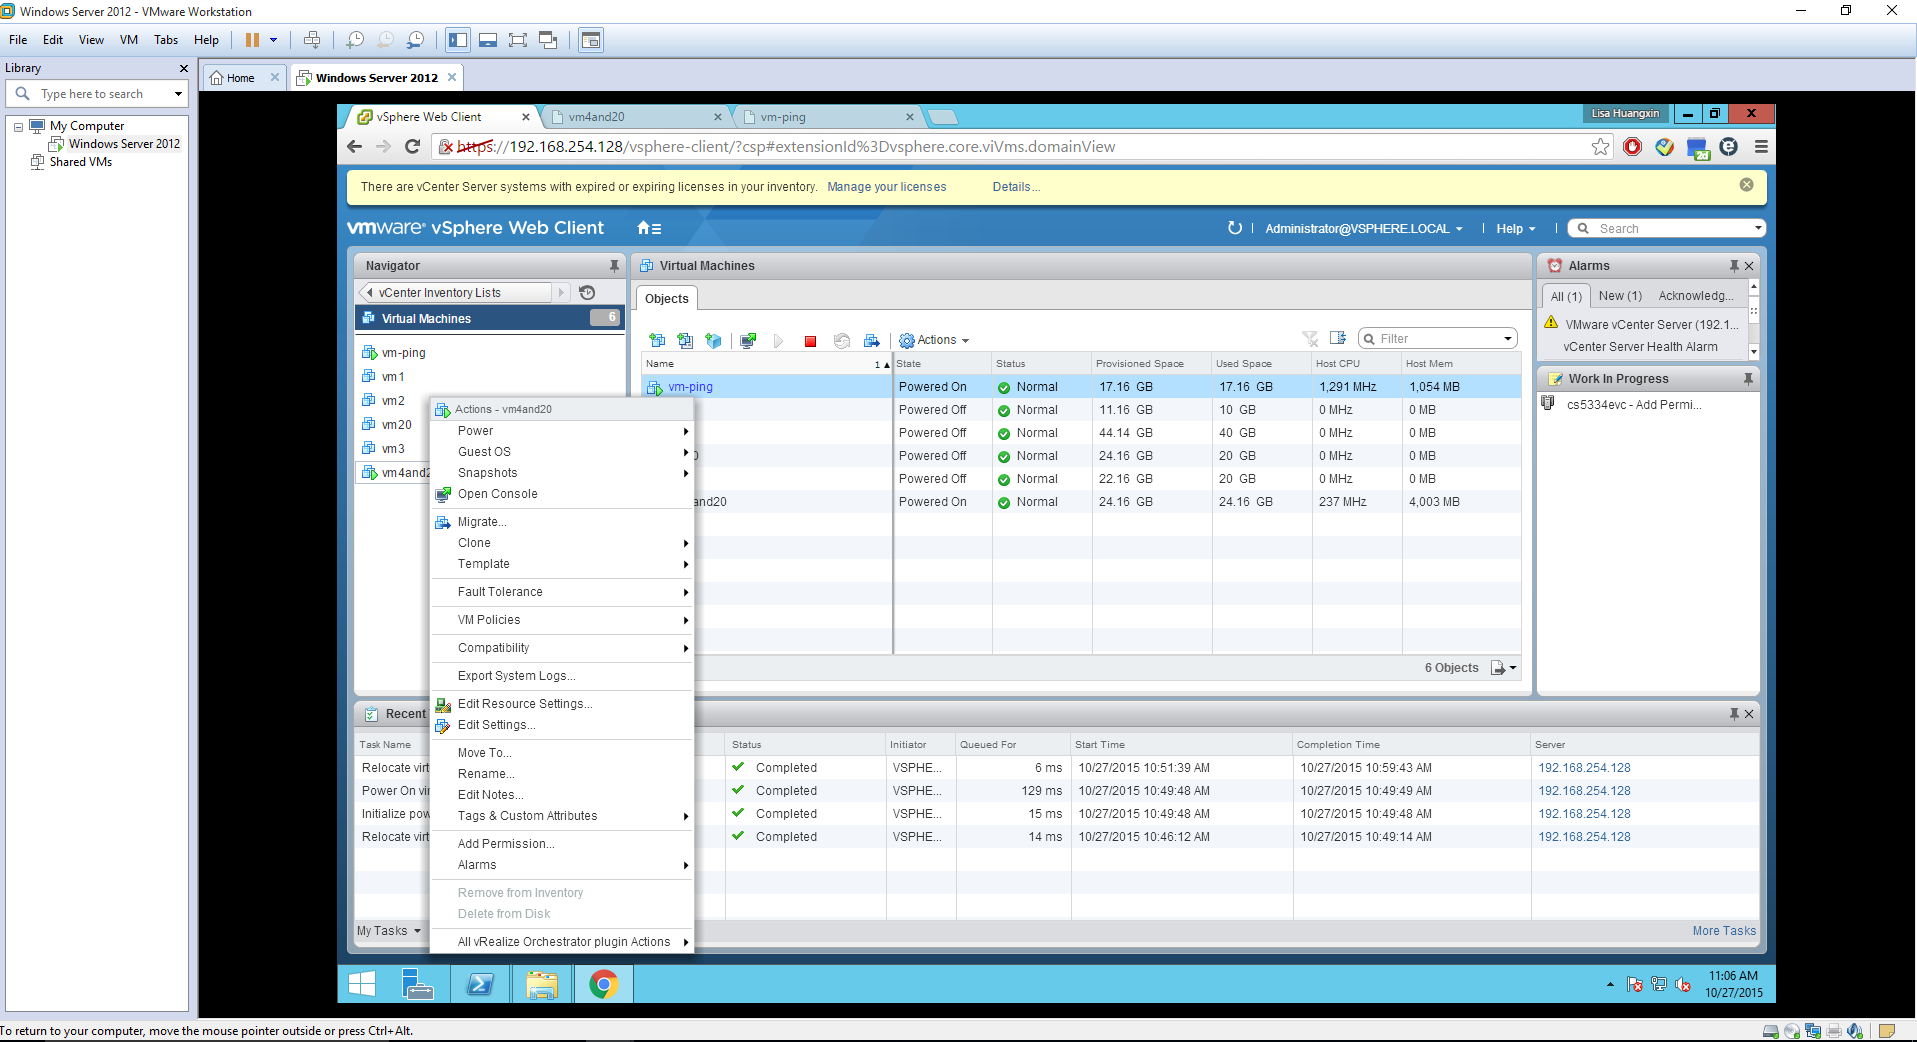 Windows Server 2012 - VMware Workstation
File Edit View VM Tabs Help
Library
Home
Windows Server 2012
Type here to search
My Computer
Windows Server 2012
Shared VMs
vSphere Web Client
vm4and20
vm-ping
Lisa Huangxin
https://192.168.254.128/vsphere-client/?csp#extensionId%3Dvsphere.core.viVms.domainView
2d
There are vCenter Server systems with expired or expiring licenses in your inventory. Manage your licenses Details...
vmware® vSphere Web Client
Administrator@VSPHERE.LOCAL
Help
Search
Navigator
vCenter Inventory Lists
Virtual Machines 6
vm-ping
vm1
vm2
vm20
vm3
vm4and2
Virtual Machines
Objects
Actions
Filter
Name 1 State Status Provisioned Space Used Space Host CPU Host Mem
vm-ping Powered On Normal 17.16 GB 17.16 GB 1,291 MHz 1,054 MB
Powered Off Normal 11.16 GB 10 GB 0 MHz 0 MB
Powered Off Normal 44.14 GB 40 GB 0 MHz 0 MB
0 Powered Off Normal 24.16 GB 20 GB 0 MHz 0 MB
Powered Off Normal 22.16 GB 20 GB 0 MHz 0 MB
and20 Powered On Normal 24.16 GB 24.16 GB 237 MHz 4,003 MB
6 Objects
Actions - vm4and20
Power
Guest OS
Snapshots
Open Console
Migrate...
Clone
Template
Fault Tolerance
VM Policies
Compatibility
Export System Logs...
Edit Resource Settings...
Edit Settings...
Move To...
Rename...
Edit Notes...
Tags & Custom Attributes
Add Permission...
Alarms
Remove from Inventory
Delete from Disk
All vRealize Orchestrator plugin Actions
Alarms
All (1) New (1) Acknowledg...
VMware vCenter Server (192.1...
vCenter Server Health Alarm
Work In Progress
cs5334evc - Add Permi...
Recent
Task Name Status Initiator Queued For Start Time Completion Time Server
Relocate virt Completed VSPHE... 6 ms 10/27/2015 10:51:39 AM 10/27/2015 10:59:43 AM 192.168.254.128
Power On vi Completed VSPHE... 129 ms 10/27/2015 10:49:48 AM 10/27/2015 10:49:49 AM 192.168.254.128
Initialize pow Completed VSPHE... 15 ms 10/27/2015 10:49:48 AM 10/27/2015 10:49:48 AM 192.168.254.128
Relocate virt Completed VSPHE... 14 ms 10/27/2015 10:46:12 AM 10/27/2015 10:49:14 AM 192.168.254.128
My Tasks
More Tasks
11:06 AM
10/27/2015
To return to your computer, move the mouse pointer outside or press Ctrl+Alt.